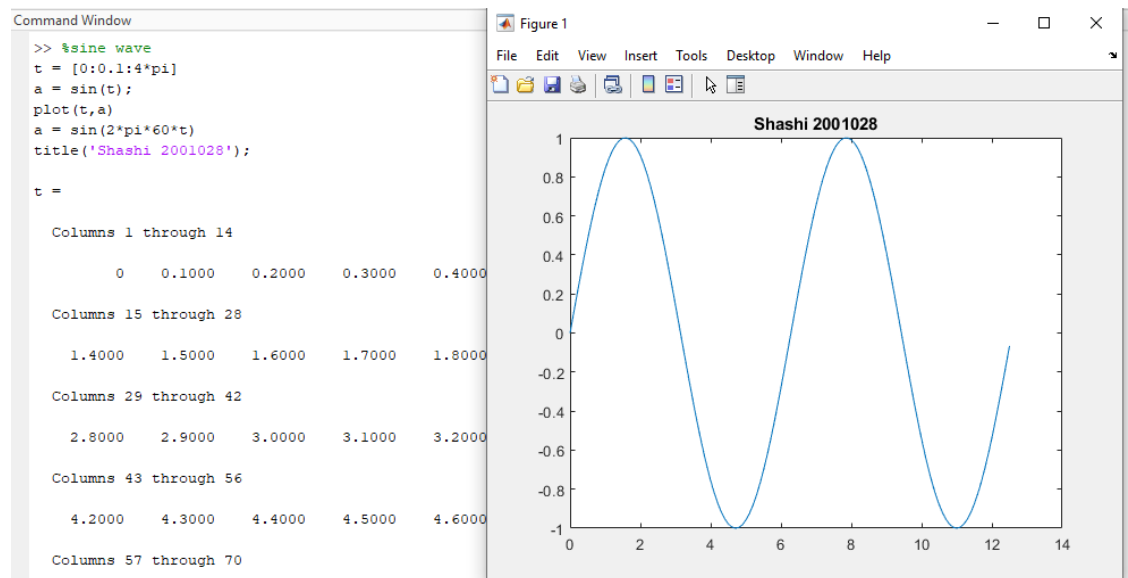 Command Window
>> %sine wave
t = [0:0.1:4*pi]
a = sin(t);
plot(t,a)
a = sin(2*pi*60*t)
title('Shashi 2001028');
t =
Columns 1 through 14
0 0.1000 0.2000 0.3000 0.4000
Columns 15 through 28
1.4000 1.5000 1.6000 1.7000 1.8000
Columns 29 through 42
2.8000 2.9000 3.0000 3.1000 3.2000
Columns 43 through 56
4.2000 4.3000 4.4000 4.5000 4.6000
Columns 57 through 70
Figure 1
File Edit View Insert Tools Desktop Window Help
Shashi 2001028
1
0.8
0.6
0.4
0.2
0
-0.2
-0.4
-0.6
-0.8
-1
0 2 4 6 8 10 12 14